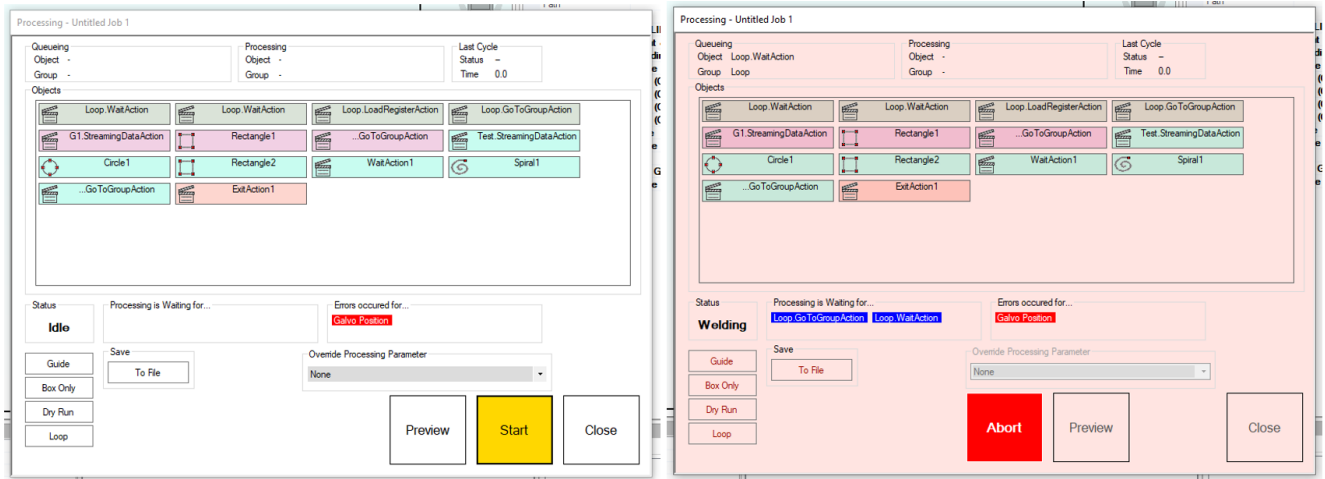 Path
Processing - Untitled Job 1
Queueing
Object -
Group -
Processing
Object -
Group -
Last Cycle
Status --
Time 0.0
Objects
Loop.WaitAction
Loop.WaitAction
Loop.LoadRegisterAction
Loop.GoToGroupAction
G1.StreamingDataAction
Rectangle1
...GoToGroupAction
Test.StreamingDataAction
Circle1
Rectangle2
WaitAction1
Spiral1
...GoToGroupAction
ExitAction1
Status
Idle
Processing is Waiting for...
Errors occured for...
Galvo Position
Guide
Box Only
Dry Run
Loop
Save
To File
Override Processing Parameter
None
Preview
Start
Close
Processing - Untitled Job 1
Queueing
Object Loop.WaitAction
Group Loop
Processing
Object -
Group -
Last Cycle
Status --
Time 0.0
Objects
Loop.WaitAction
Loop.WaitAction
Loop.LoadRegisterAction
Loop.GoToGroupAction
G1.StreamingDataAction
Rectangle1
...GoToGroupAction
Test.StreamingDataAction
Circle1
Rectangle2
WaitAction1
Spiral1
...GoToGroupAction
ExitAction1
Status
Welding
Processing is Waiting for...
Loop.GoToGroupAction Loop.WaitAction
Errors occured for...
Galvo Position
Guide
Box Only
Dry Run
Loop
Save
To File
Override Processing Parameter
None
Abort
Preview
Close